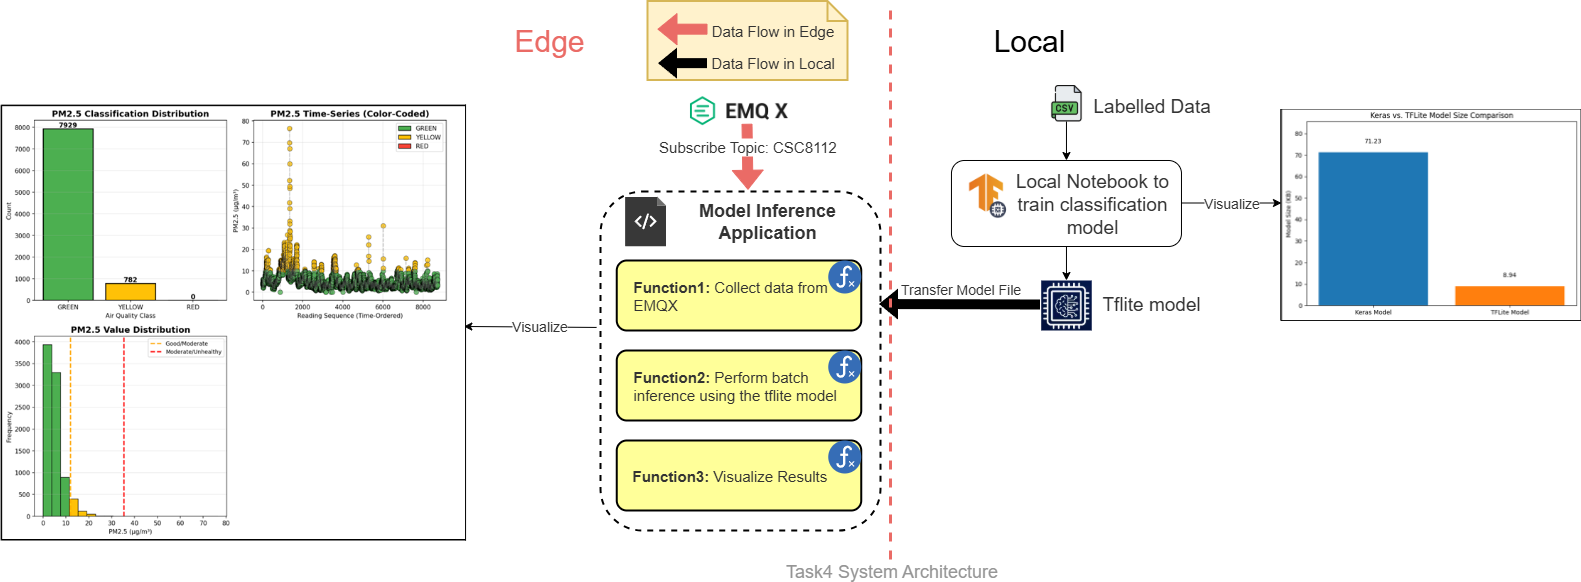 Edge
Data Flow in Edge
Data Flow in Local
Local
EMQ X
Subscribe Topic: CSC8112
Model Inference
Application
Function1: Collect data from
EMQX
Function2: Perform batch
inference using the tflite model
Function3: Visualize Results
Visualize
PM2.5 Classification Distribution
Count
8000
7000
6000
5000
4000
3000
2000
1000
0
7929
782
0
GREEN
YELLOW
RED
Air Quality Class
PM2.5 Time-Series (Color-Coded)
PM2.5 (μg/m³)
80
70
60
50
40
30
20
10
0
GREEN
YELLOW
RED
0
2000
4000
6000
8000
Reading Sequence (Time-Ordered)
PM2.5 Value Distribution
Frequency
4000
3500
3000
2500
2000
1500
1000
500
0
Good/Moderate
Moderate/Unhealthy
0
10
20
30
40
50
60
70
80
PM2.5 (μg/m³)
CSV
Labelled Data
TF
Local Notebook to
train classification
model
Visualize
Transfer Model File
Tflite model
Keras vs. TFLite Model Size Comparison
Model Size (KB)
80
70
60
50
40
30
20
10
0
71.23
8.94
Keras Model
TFLite Model
Task4 System Architecture